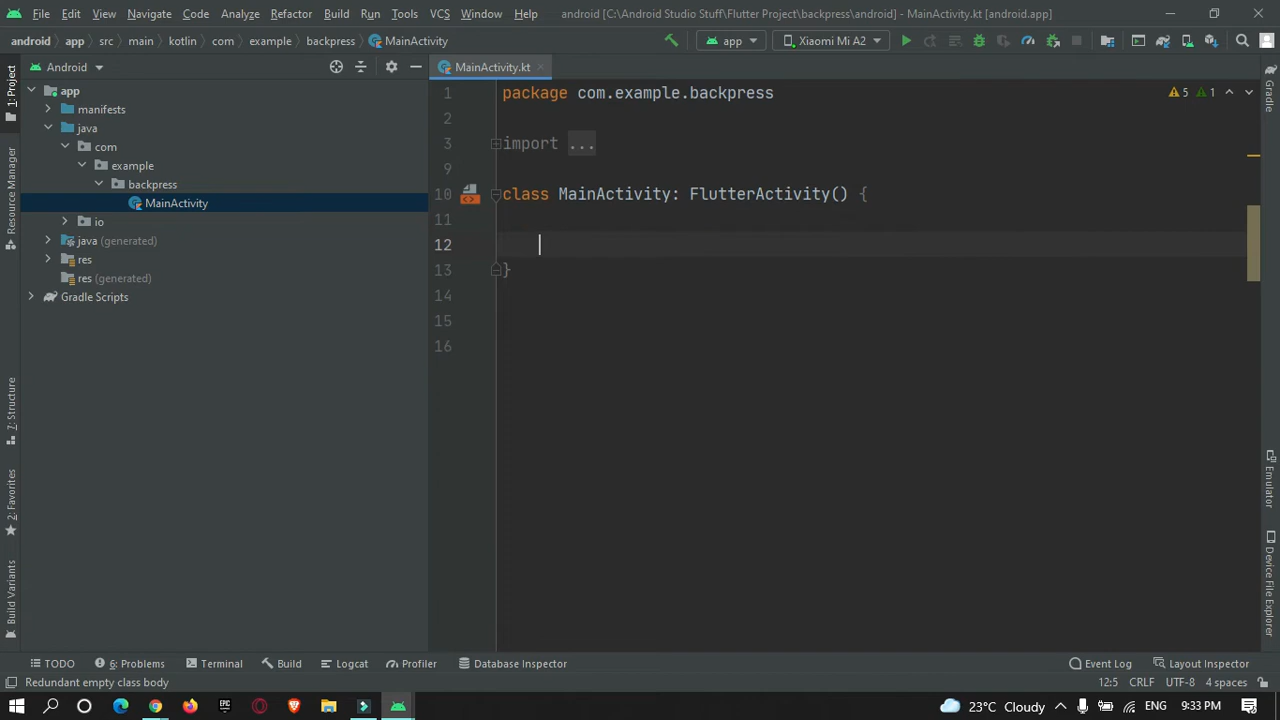 File Edit View Navigate Code Analyze Refactor Build Run Tools VCS Window Help android [C:\Android Studio Stuff\Flutter Project\backpress\android] - MainActivity.kt [android.app]
android app src main kotlin com example backpress MainActivity app Xiaomi Mi A2
Android
MainActivity.kt
1: Project
Resource Manager
7: Structure
2: Favorites
Build Variants
app
manifests
java
com
example
backpress
MainActivity
io
java (generated)
res
res (generated)
Gradle Scripts
1 package com.example.backpress
2
3 import ...
9
10 class MainActivity: FlutterActivity() {
11
12
13 }
14
15
16
5 1
Gradle
Emulator
Device File Explorer
TODO 6: Problems Terminal Build Logcat Profiler Database Inspector Event Log Layout Inspector
Redundant empty class body 12:5 CRLF UTF-8 4 spaces
EPIC GAMES 23°C Cloudy ENG 9:33 PM